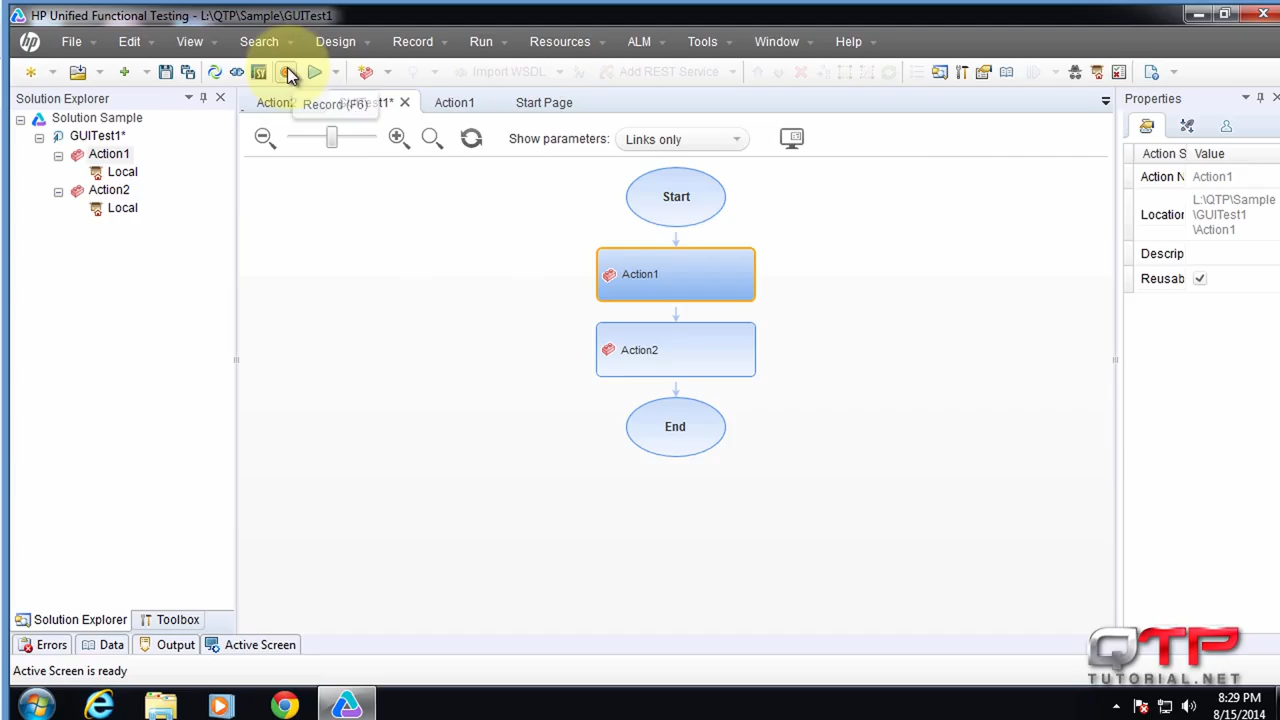 HP Unified Functional Testing - L:\QTP\Sample\GUITest1
File Edit View Search Design Record Run Resources ALM Tools Window Help
Import WSDL Add REST Service
Solution Explorer
Action2 t1* Action1 Start Page
Record (F6)
Properties
Solution Sample
GUITest1*
Action1
Local
Action2
Local
Show parameters: Links only
Start
Action1
Action2
End
Action S Value
Action N Action1
Location L:\QTP\Sample
\GUITest1
\Action1
Descrip
Reusab
Solution Explorer Toolbox
Errors Data Output Active Screen
Active Screen is ready
QTP
TUTORIAL.NET
8:29 PM
8/15/2014